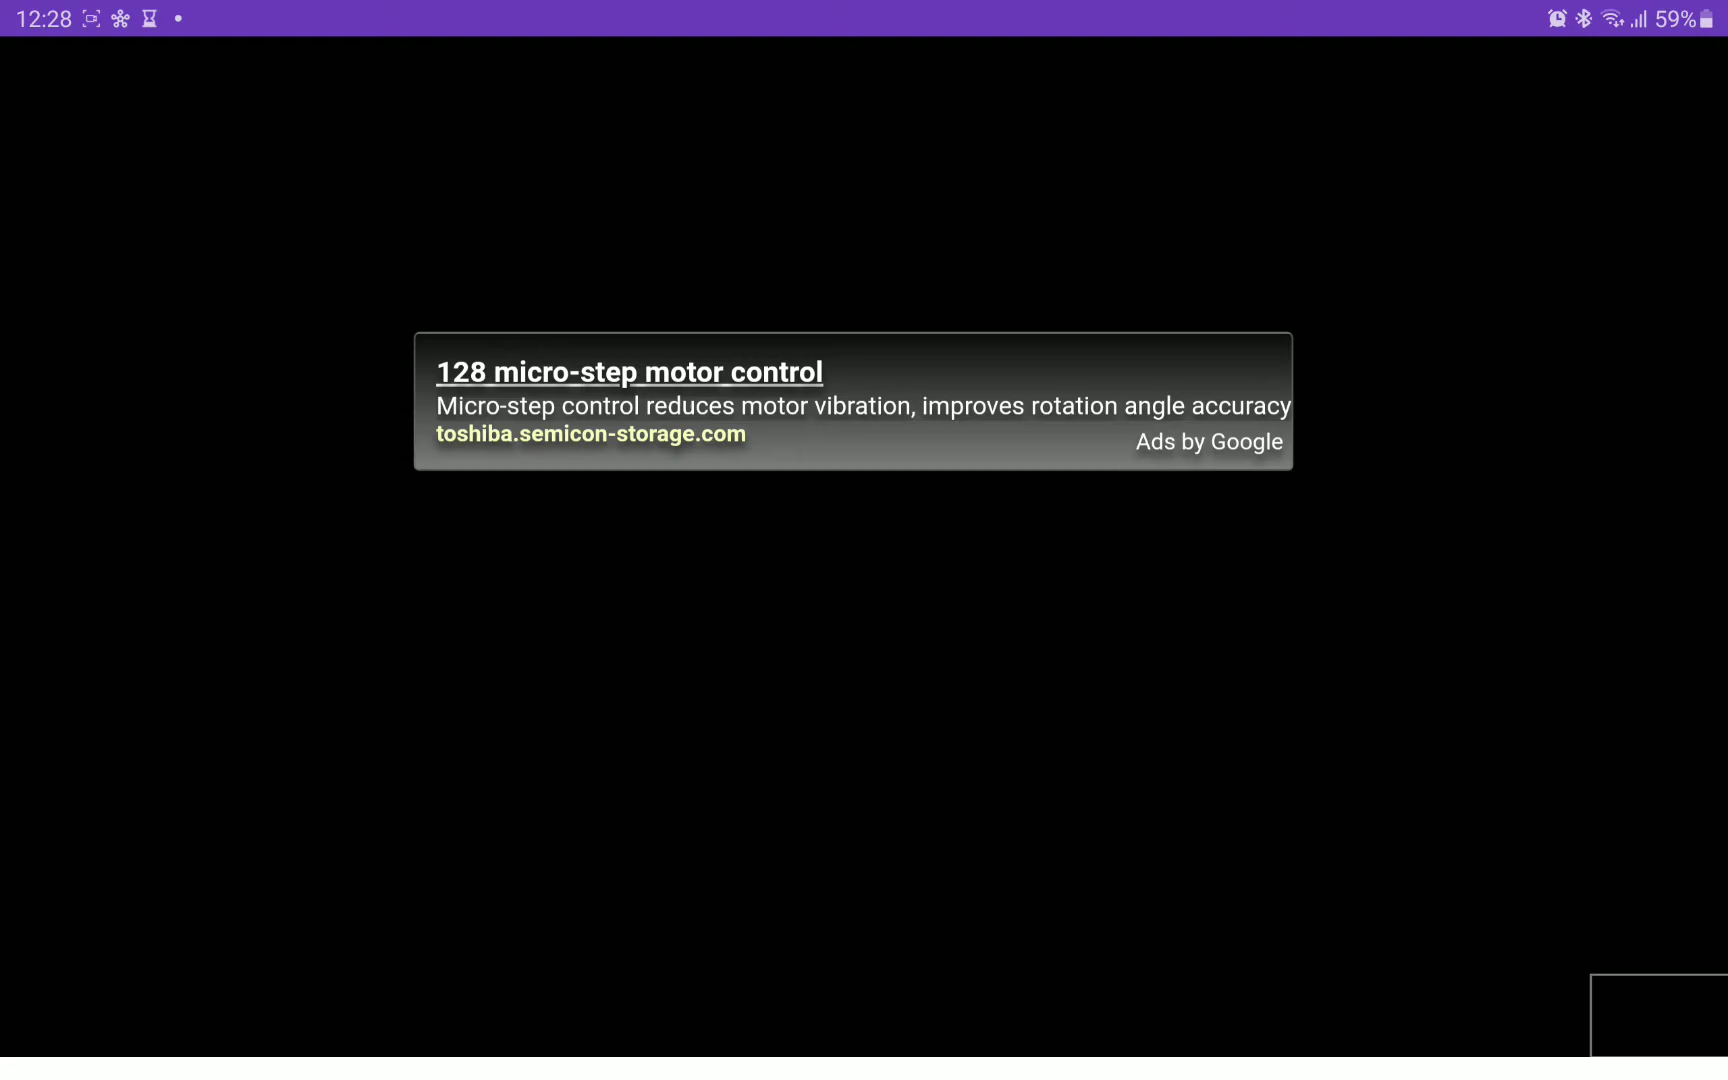 12:28
59%
128 micro-step motor control
Micro-step control reduces motor vibration, improves rotation angle accuracy
toshiba.semicon-storage.com
Ads by Google